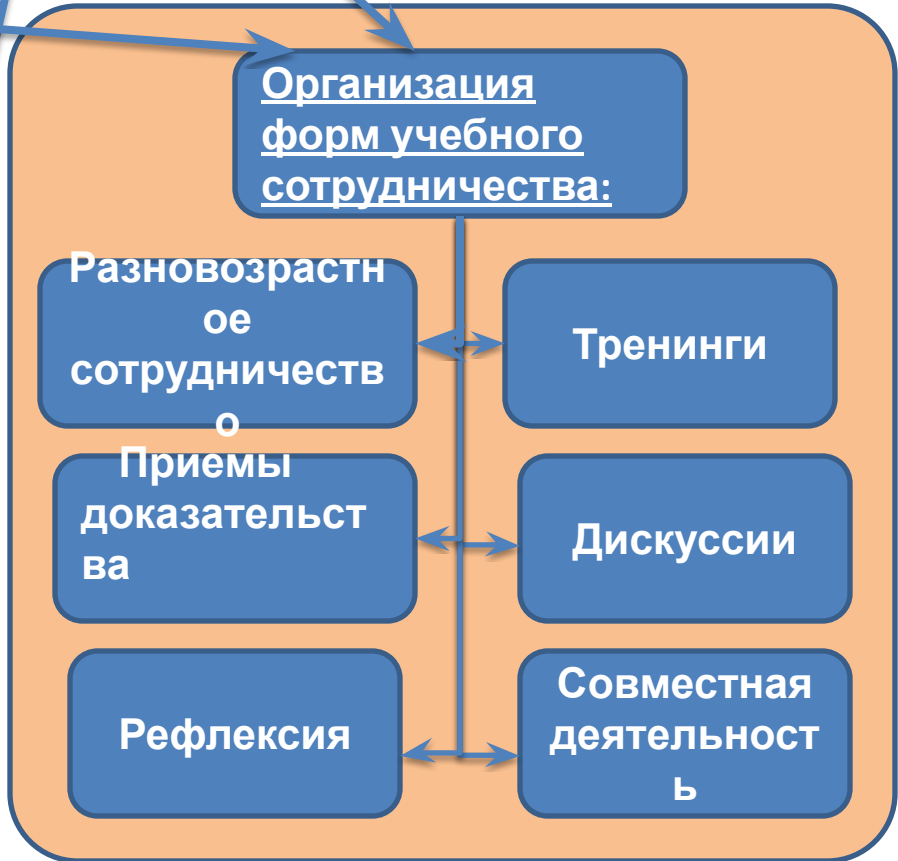 Организация
форм учебного
сотрудничества:
Разновозрастн
ое
сотрудничеств
о
Тренинги
Приемы
доказательст
ва
Дискуссии
Рефлексия
Совместная
деятельност
ь